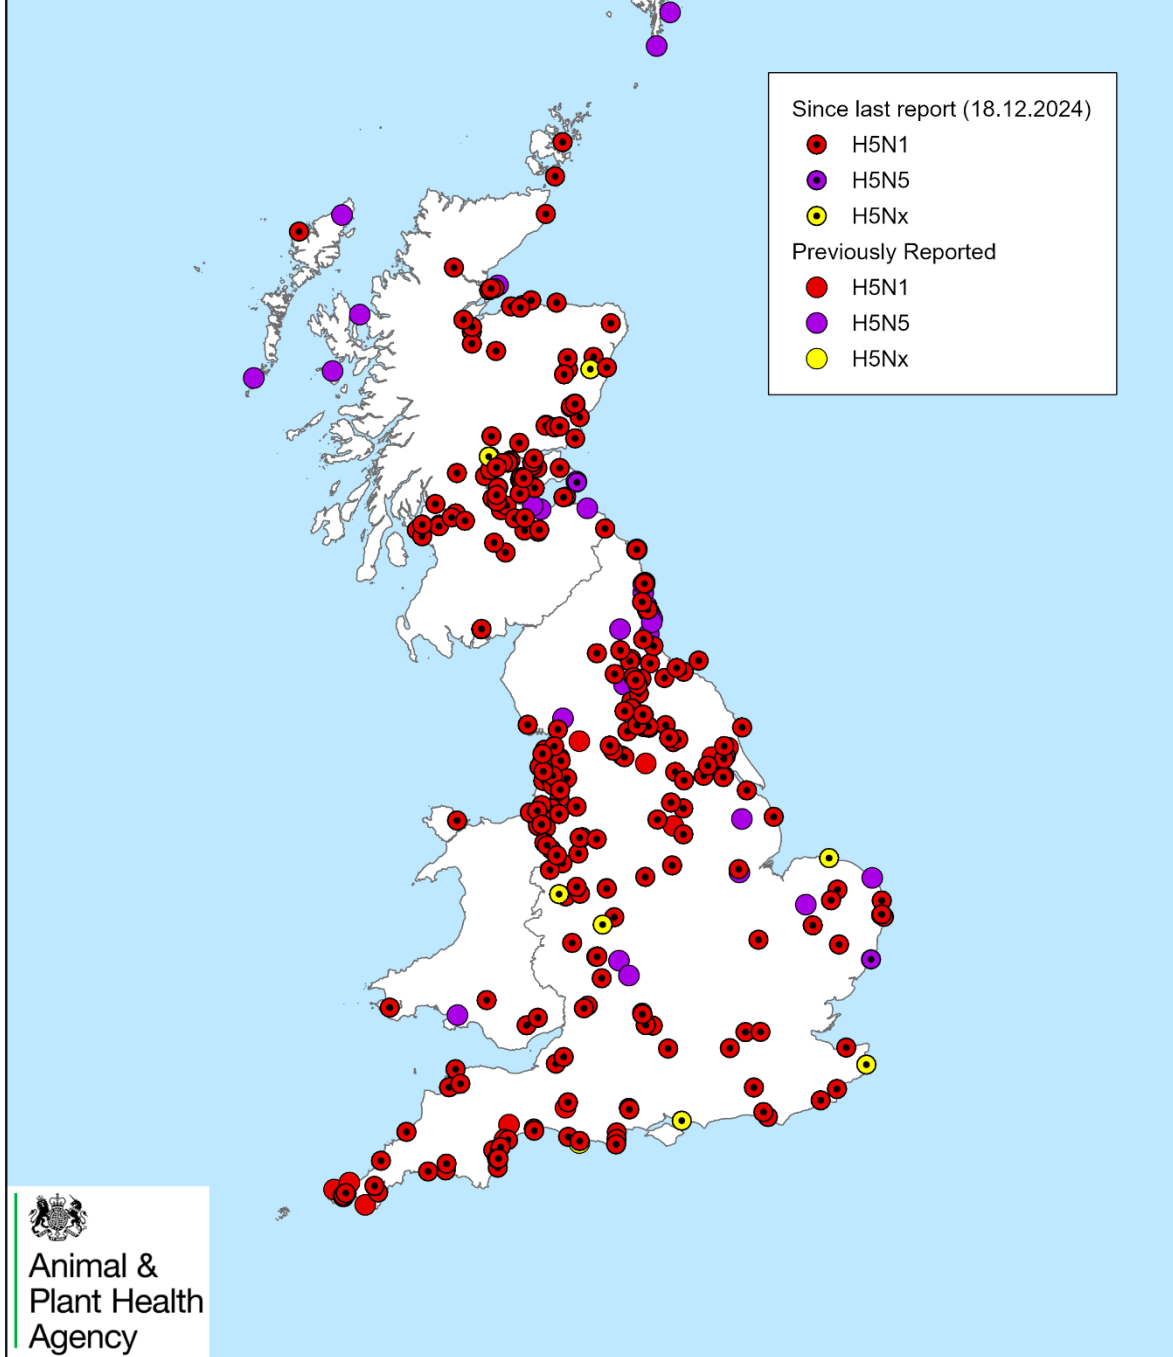 Since last report (18.12.2024)
H5N1
H5N5
H5Nx
Previously Reported
H5N1
H5N5
H5Nx
Animal &
Plant Health
Agency